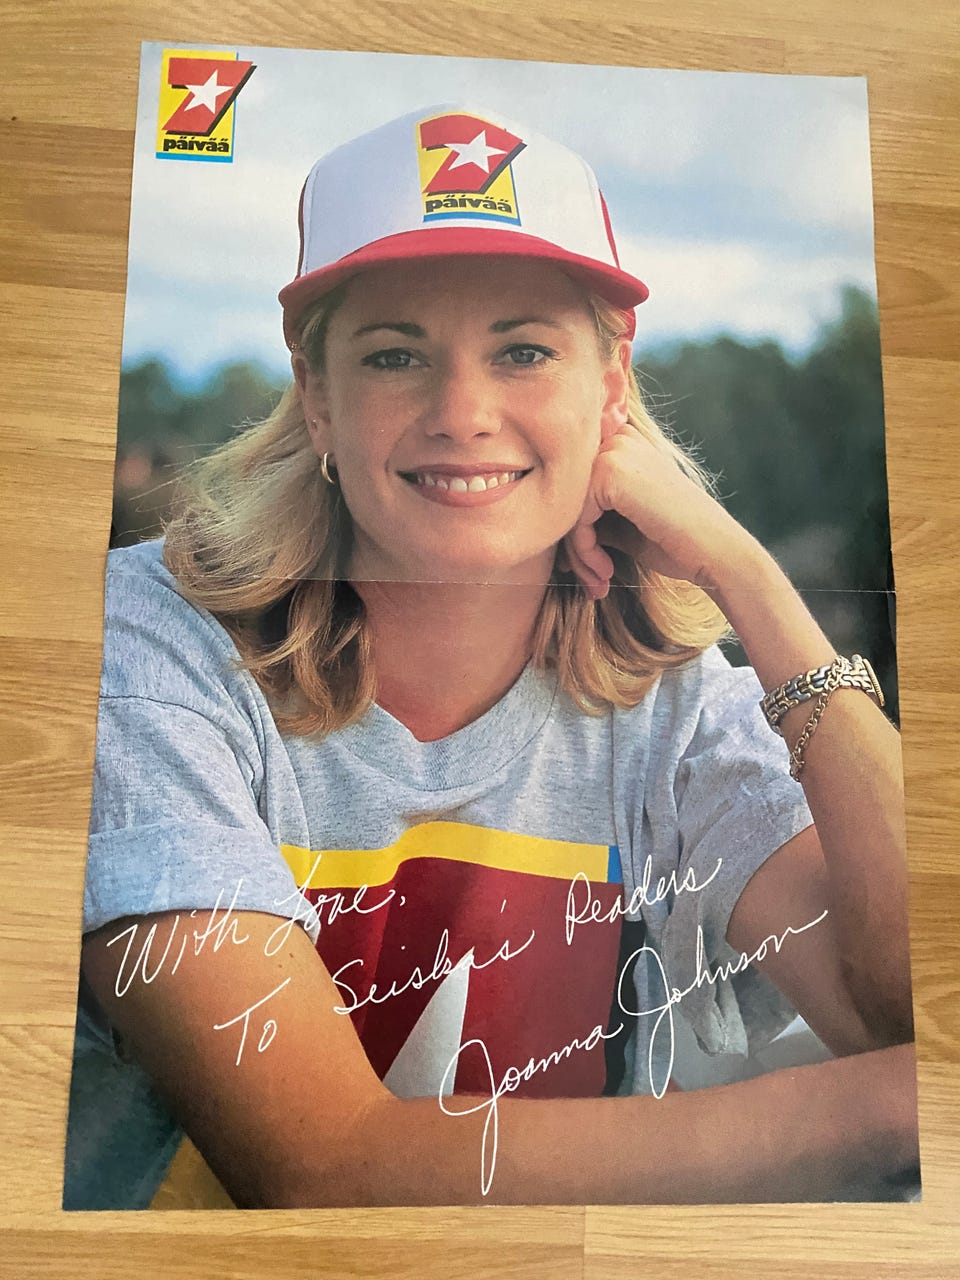 7
päivää
7
päivää
With Love,
To Seiska's Readers
Joanna Johnson